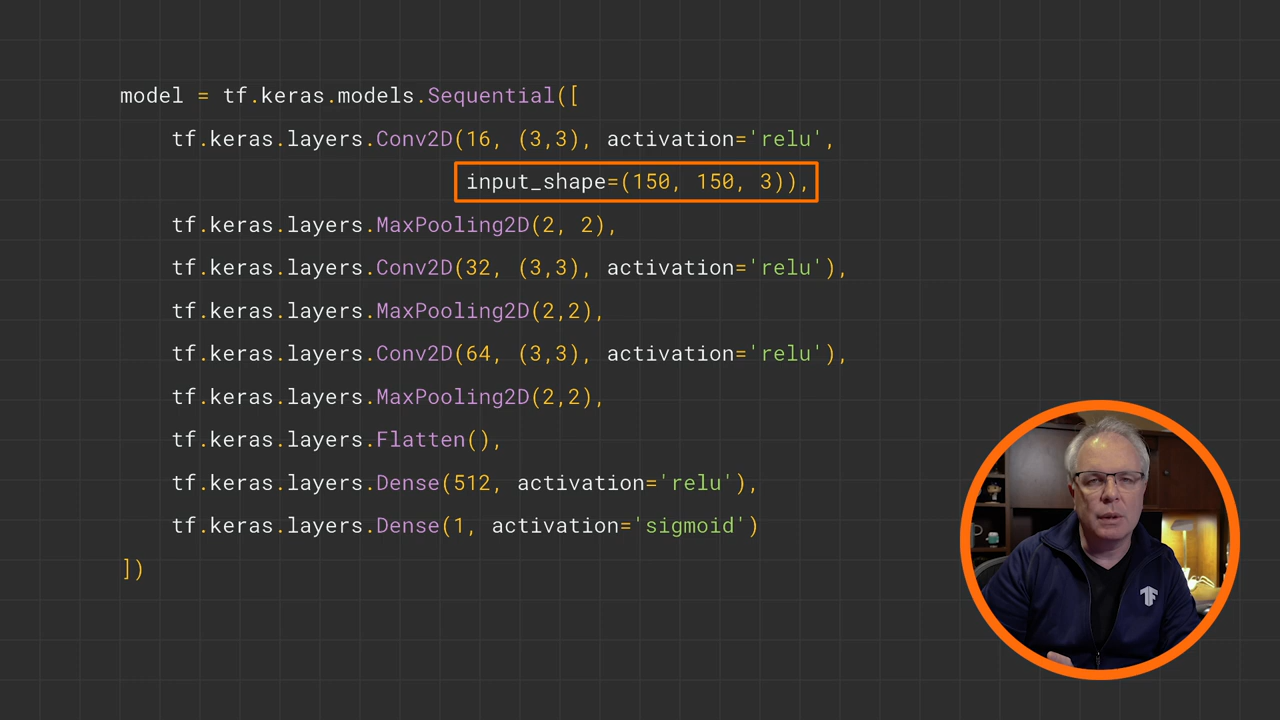 model = tf.keras.models.Sequential([
tf.keras.layers.Conv2D(16, (3,3), activation='relu',
input_shape=(150, 150, 3)),
tf.keras.layers.MaxPooling2D(2, 2),
tf.keras.layers.Conv2D(32, (3,3), activation='relu'),
tf.keras.layers.MaxPooling2D(2,2),
tf.keras.layers.Conv2D(64, (3,3), activation='relu'),
tf.keras.layers.MaxPooling2D(2,2),
tf.keras.layers.Flatten(),
tf.keras.layers.Dense(512, activation='relu'),
tf.keras.layers.Dense(1, activation='sigmoid')
])